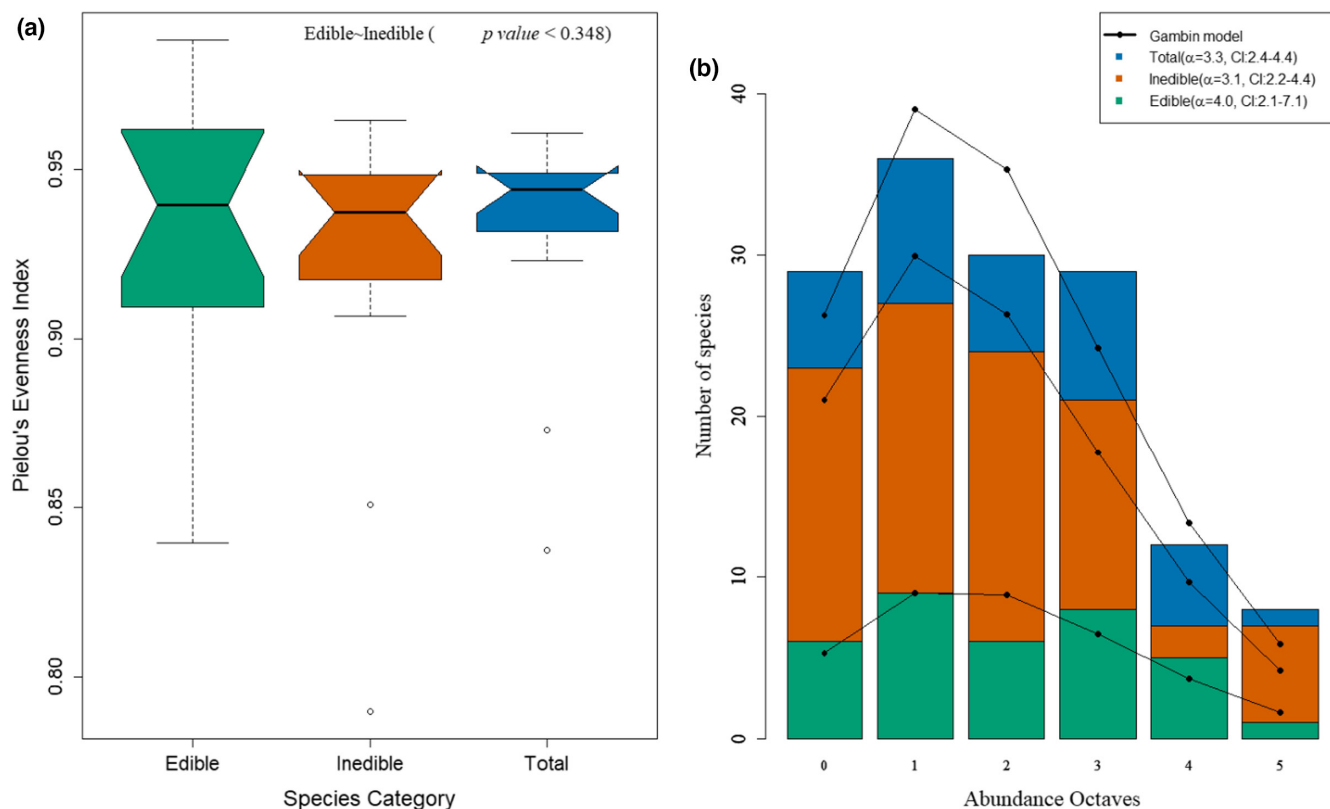 (a)
Edible~Inedible ( p value < 0.348)
Pielou's Evenness Index
0.95
0.90
0.85
0.80
Edible Inedible Total
Species Category
(b)
Gambin model
Total(α=3.3, CI:2.4-4.4)
Inedible(α=3.1, CI:2.2-4.4)
Edible(α=4.0, CI:2.1-7.1)
Number of species
40
30
20
10
0
0 1 2 3 4 5
Abundance Octaves